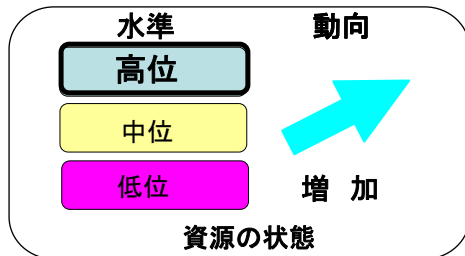 水準 動向
高位
中位
低位
増 加
資源の状態